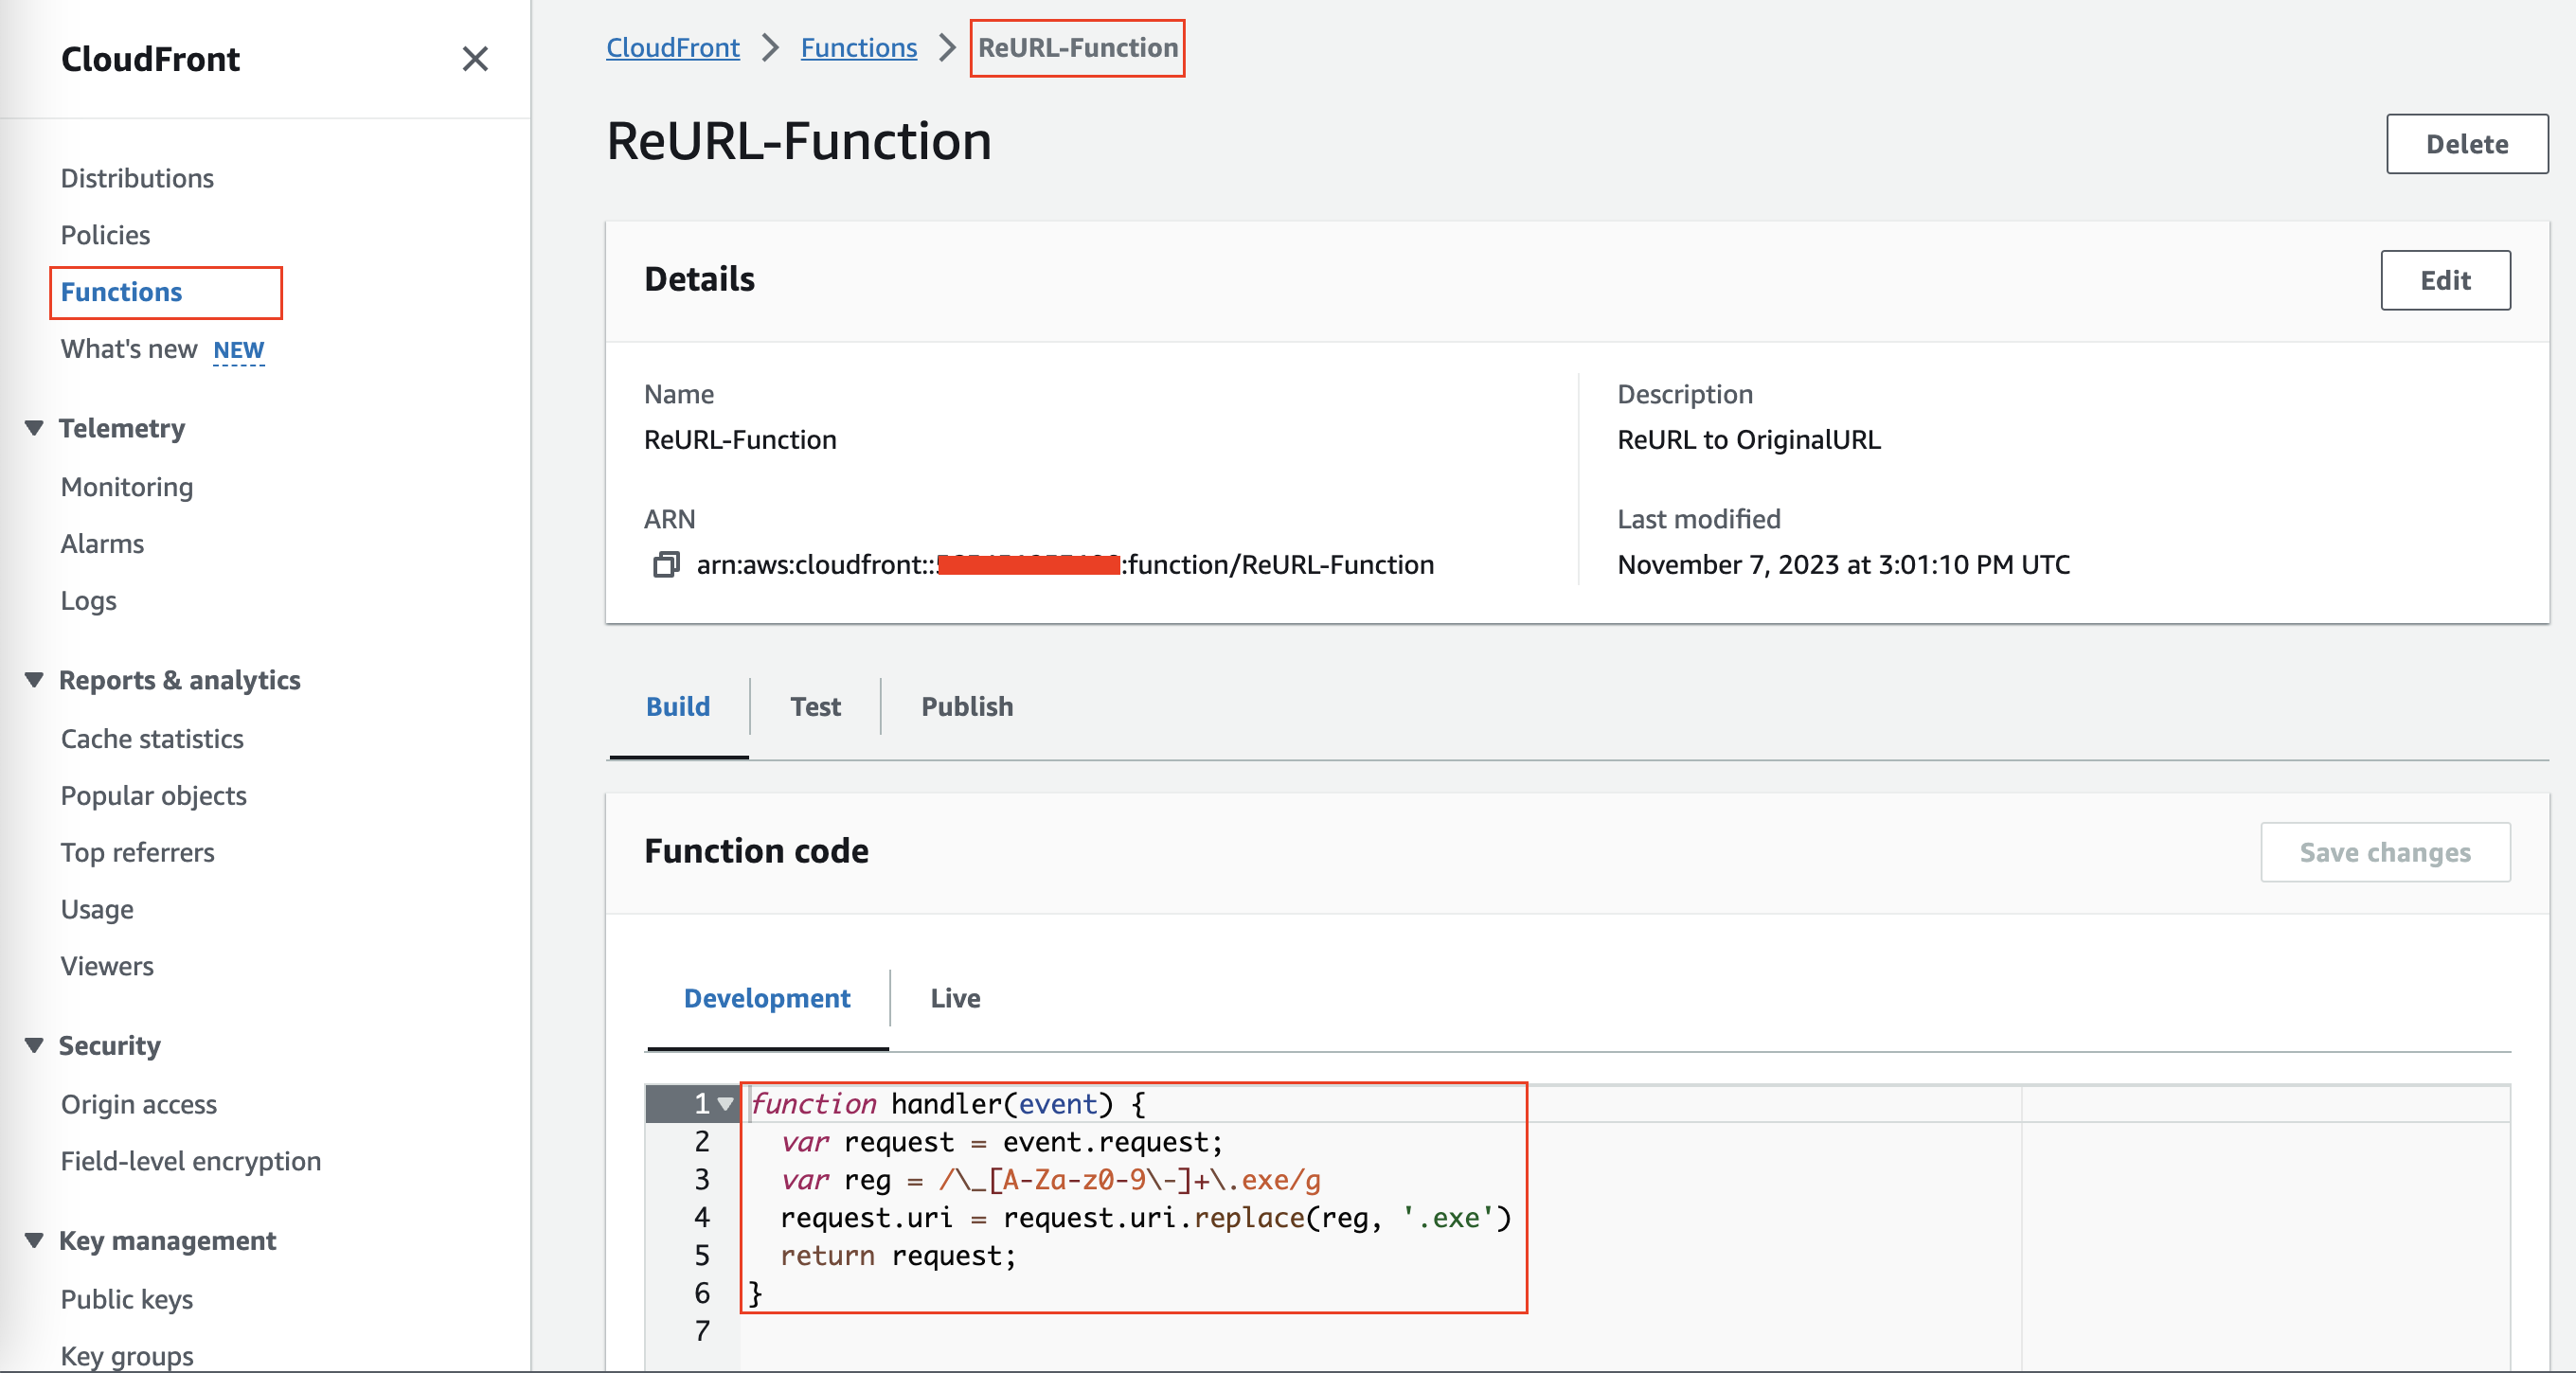 CloudFront
Distributions
Policies
Functions
What's new NEW
Telemetry
Monitoring
Alarms
Logs
Reports & analytics
Cache statistics
Popular objects
Top referrers
Usage
Viewers
Security
Origin access
Field-level encryption
Key management
Public keys
Key groups
CloudFront > Functions > ReURL-Function
ReURL-Function
Delete
Details
Edit
Name
ReURL-Function
Description
ReURL to OriginalURL
ARN
arn:aws:cloudfront:: :function/ReURL-Function
Last modified
November 7, 2023 at 3:01:10 PM UTC
Build
Test
Publish
Function code
Save changes
Development
Live
1 function handler(event) {
2   var request = event.request;
3   var reg = /\_[A-Za-z0-9\-]+\.exe/g
4   request.uri = request.uri.replace(reg, '.exe')
5   return request;
6 }
7